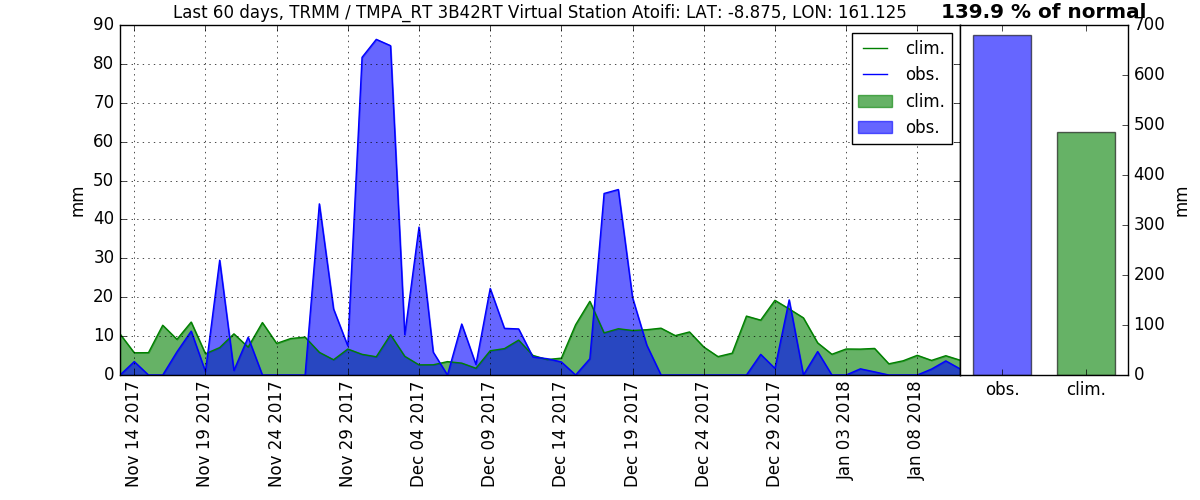 Last 60 days, TRMM / TMPA_RT 3B42RT Virtual Station Atoifi: LAT: -8.875, LON: 161.125
139.9 % of normal
90
80
70
60
50
40
30
20
10
0
mm
clim.
obs.
clim.
obs.
Nov 14 2017
Nov 19 2017
Nov 24 2017
Nov 29 2017
Dec 04 2017
Dec 09 2017
Dec 14 2017
Dec 19 2017
Dec 24 2017
Dec 29 2017
Jan 03 2018
Jan 08 2018
700
600
500
400
300
200
100
0
mm
obs.
clim.